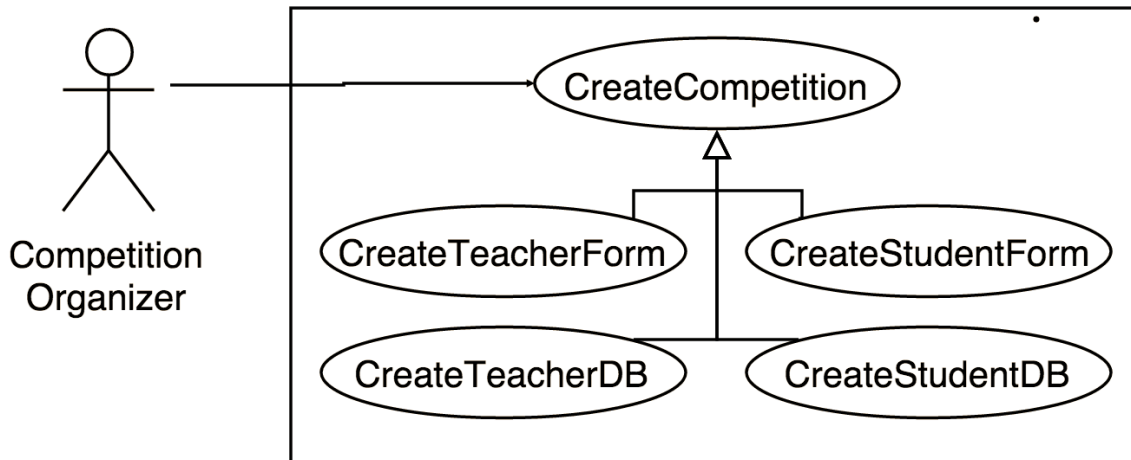 CreateCompetition
Competition
Organizer
CreateTeacherForm
CreateStudentForm
CreateTeacherDB
CreateStudentDB